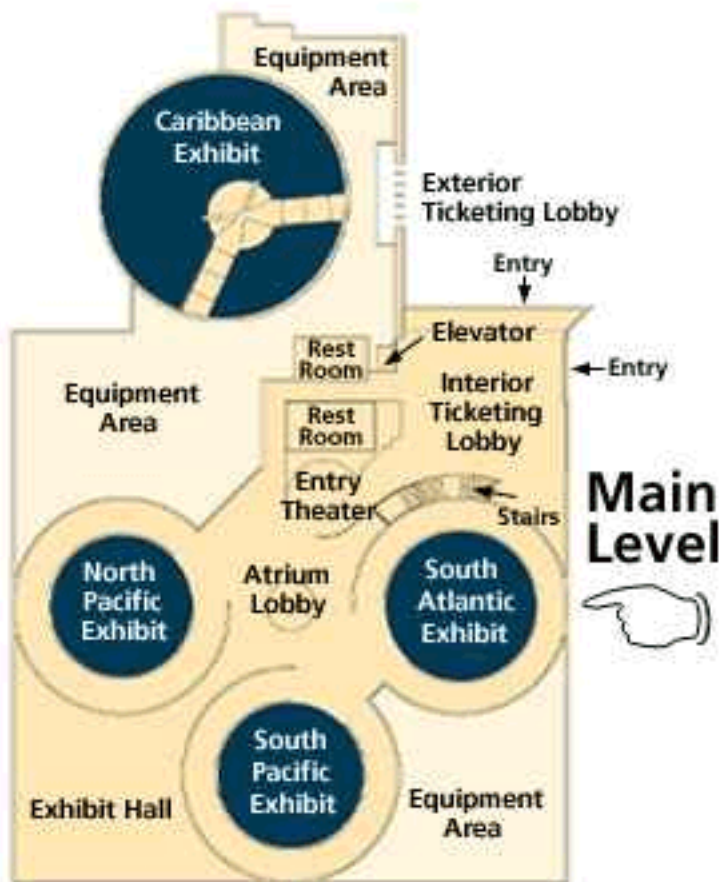 Equipment
Area
Caribbean
Exhibit
Exterior
Ticketing Lobby
Entry
Elevator
Rest
Room
Entry
Interior
Ticketing
Lobby
Equipment
Area
Rest
Room
Entry
Theater
Stairs
Main
Level
North
Pacific
Exhibit
Atrium
Lobby
South
Atlantic
Exhibit
South
Pacific
Exhibit
Exhibit Hall
Equipment
Area